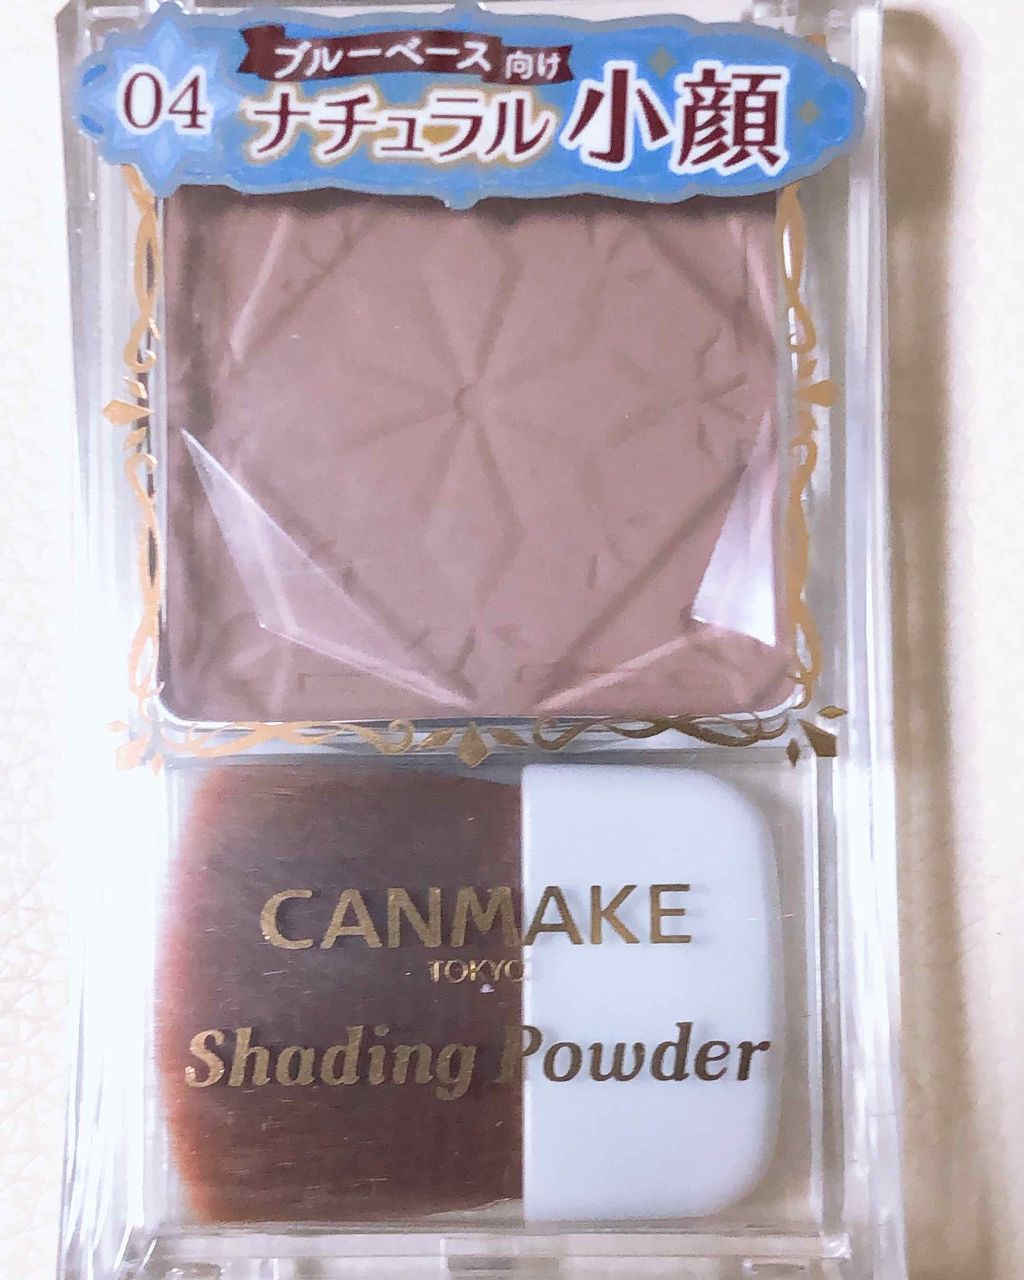 04
ブルーベース向け
ナチュラル小顔
CANMAKE
TOKYO
Shading Powder